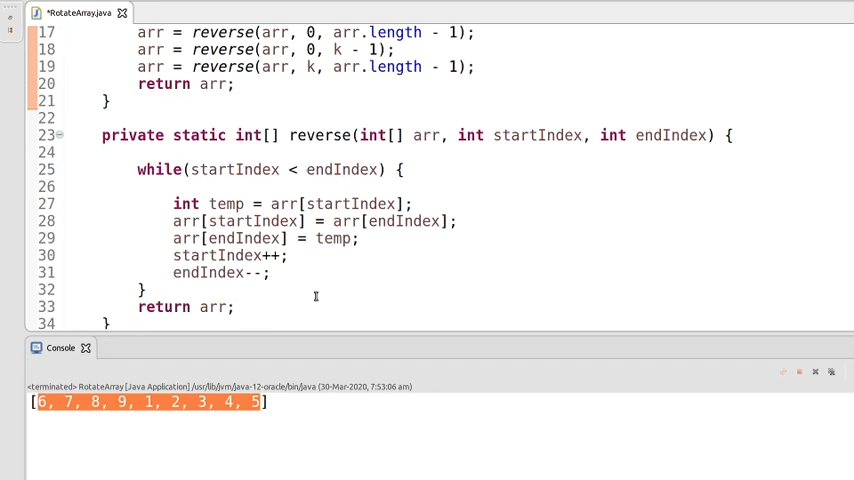 *RotateArray.java
17 arr = reverse(arr, 0, arr.length - 1);
18 arr = reverse(arr, 0, k - 1);
19 arr = reverse(arr, k, arr.length - 1);
20 return arr;
21 }
22
23 private static int[] reverse(int[] arr, int startIndex, int endIndex) {
24
25 while(startIndex < endIndex) {
26
27 int temp = arr[startIndex];
28 arr[startIndex] = arr[endIndex];
29 arr[endIndex] = temp;
30 startIndex++;
31 endIndex--;
32 }
33 return arr;
34 }
Console
<terminated> RotateArray [Java Application] /usr/lib/jvm/java-12-oracle/bin/java (30-Mar-2020, 7:53:06 am)
[6, 7, 8, 9, 1, 2, 3, 4, 5]